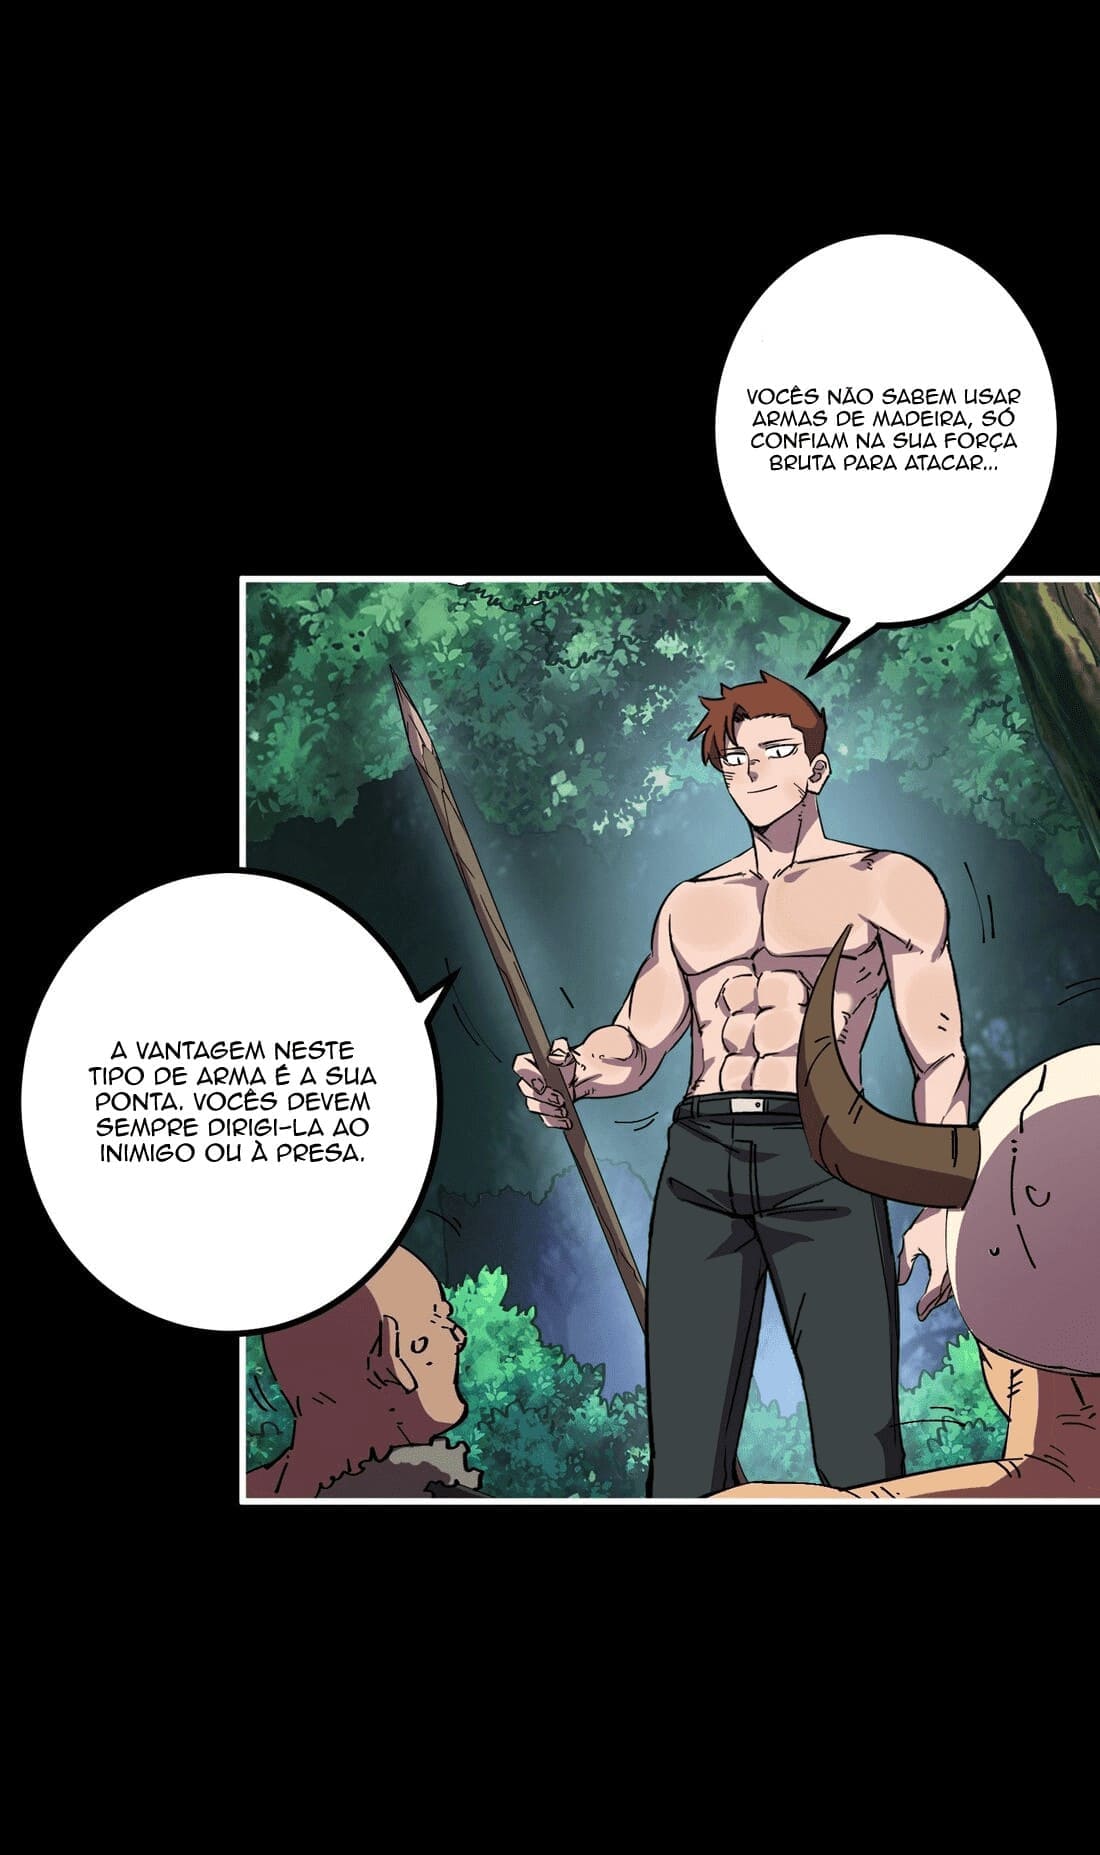 VOCÊS NÃO SABEM USAR
ARMAS DE MADEIRA, SÓ
CONFIAM NA SUA FORÇA
BRUTA PARA ATACAR...
A VANTAGEM NESTE
TIPO DE ARMA É A SUA
PONTA. VOCÊS DEVEM
SEMPRE DIRIGI-LA AO
INIMIGO OU À PRESA.